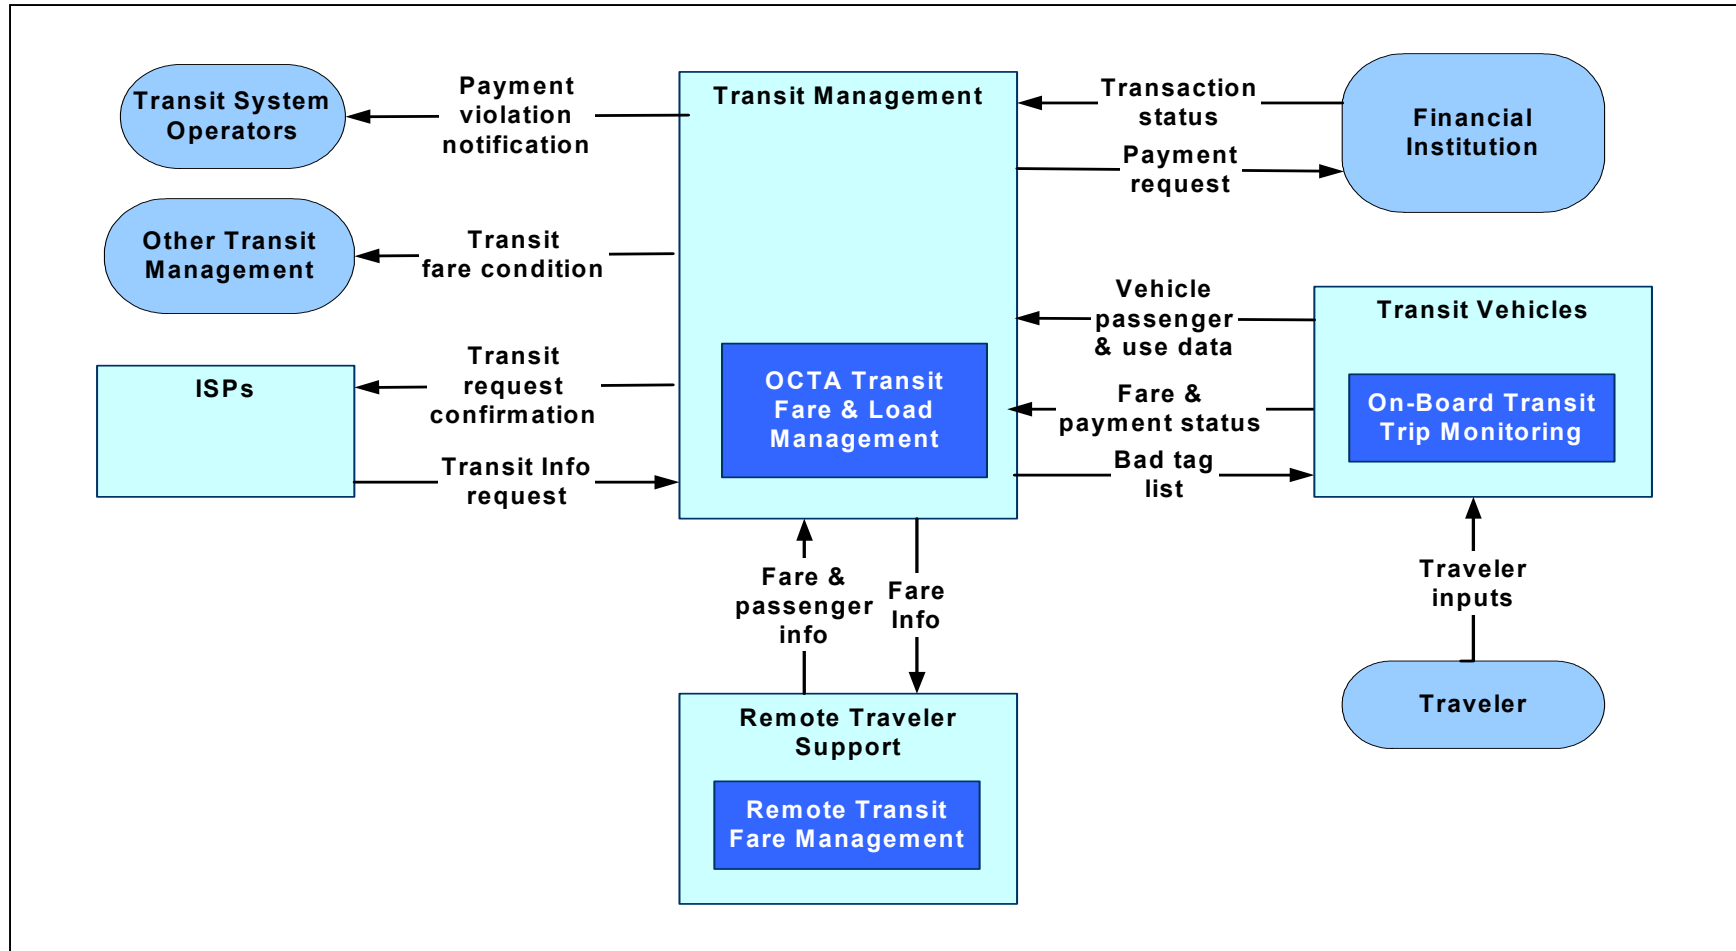 Transit System
Operators
Payment
violation
notification
Transit Management
Transaction
status
Financial
Institution
Payment
request
Other Transit
Management
Transit
fare condition
Vehicle
passenger
& use data
Transit Vehicles
ISPs
Transit
request
confirmation
OCTA Transit
Fare & Load
Management
Fare &
payment status
On-Board Transit
Trip Monitoring
Transit Info
request
Bad tag
list
Fare &
passenger
info
Fare
Info
Traveler
inputs
Remote Traveler
Support
Traveler
Remote Transit
Fare Management